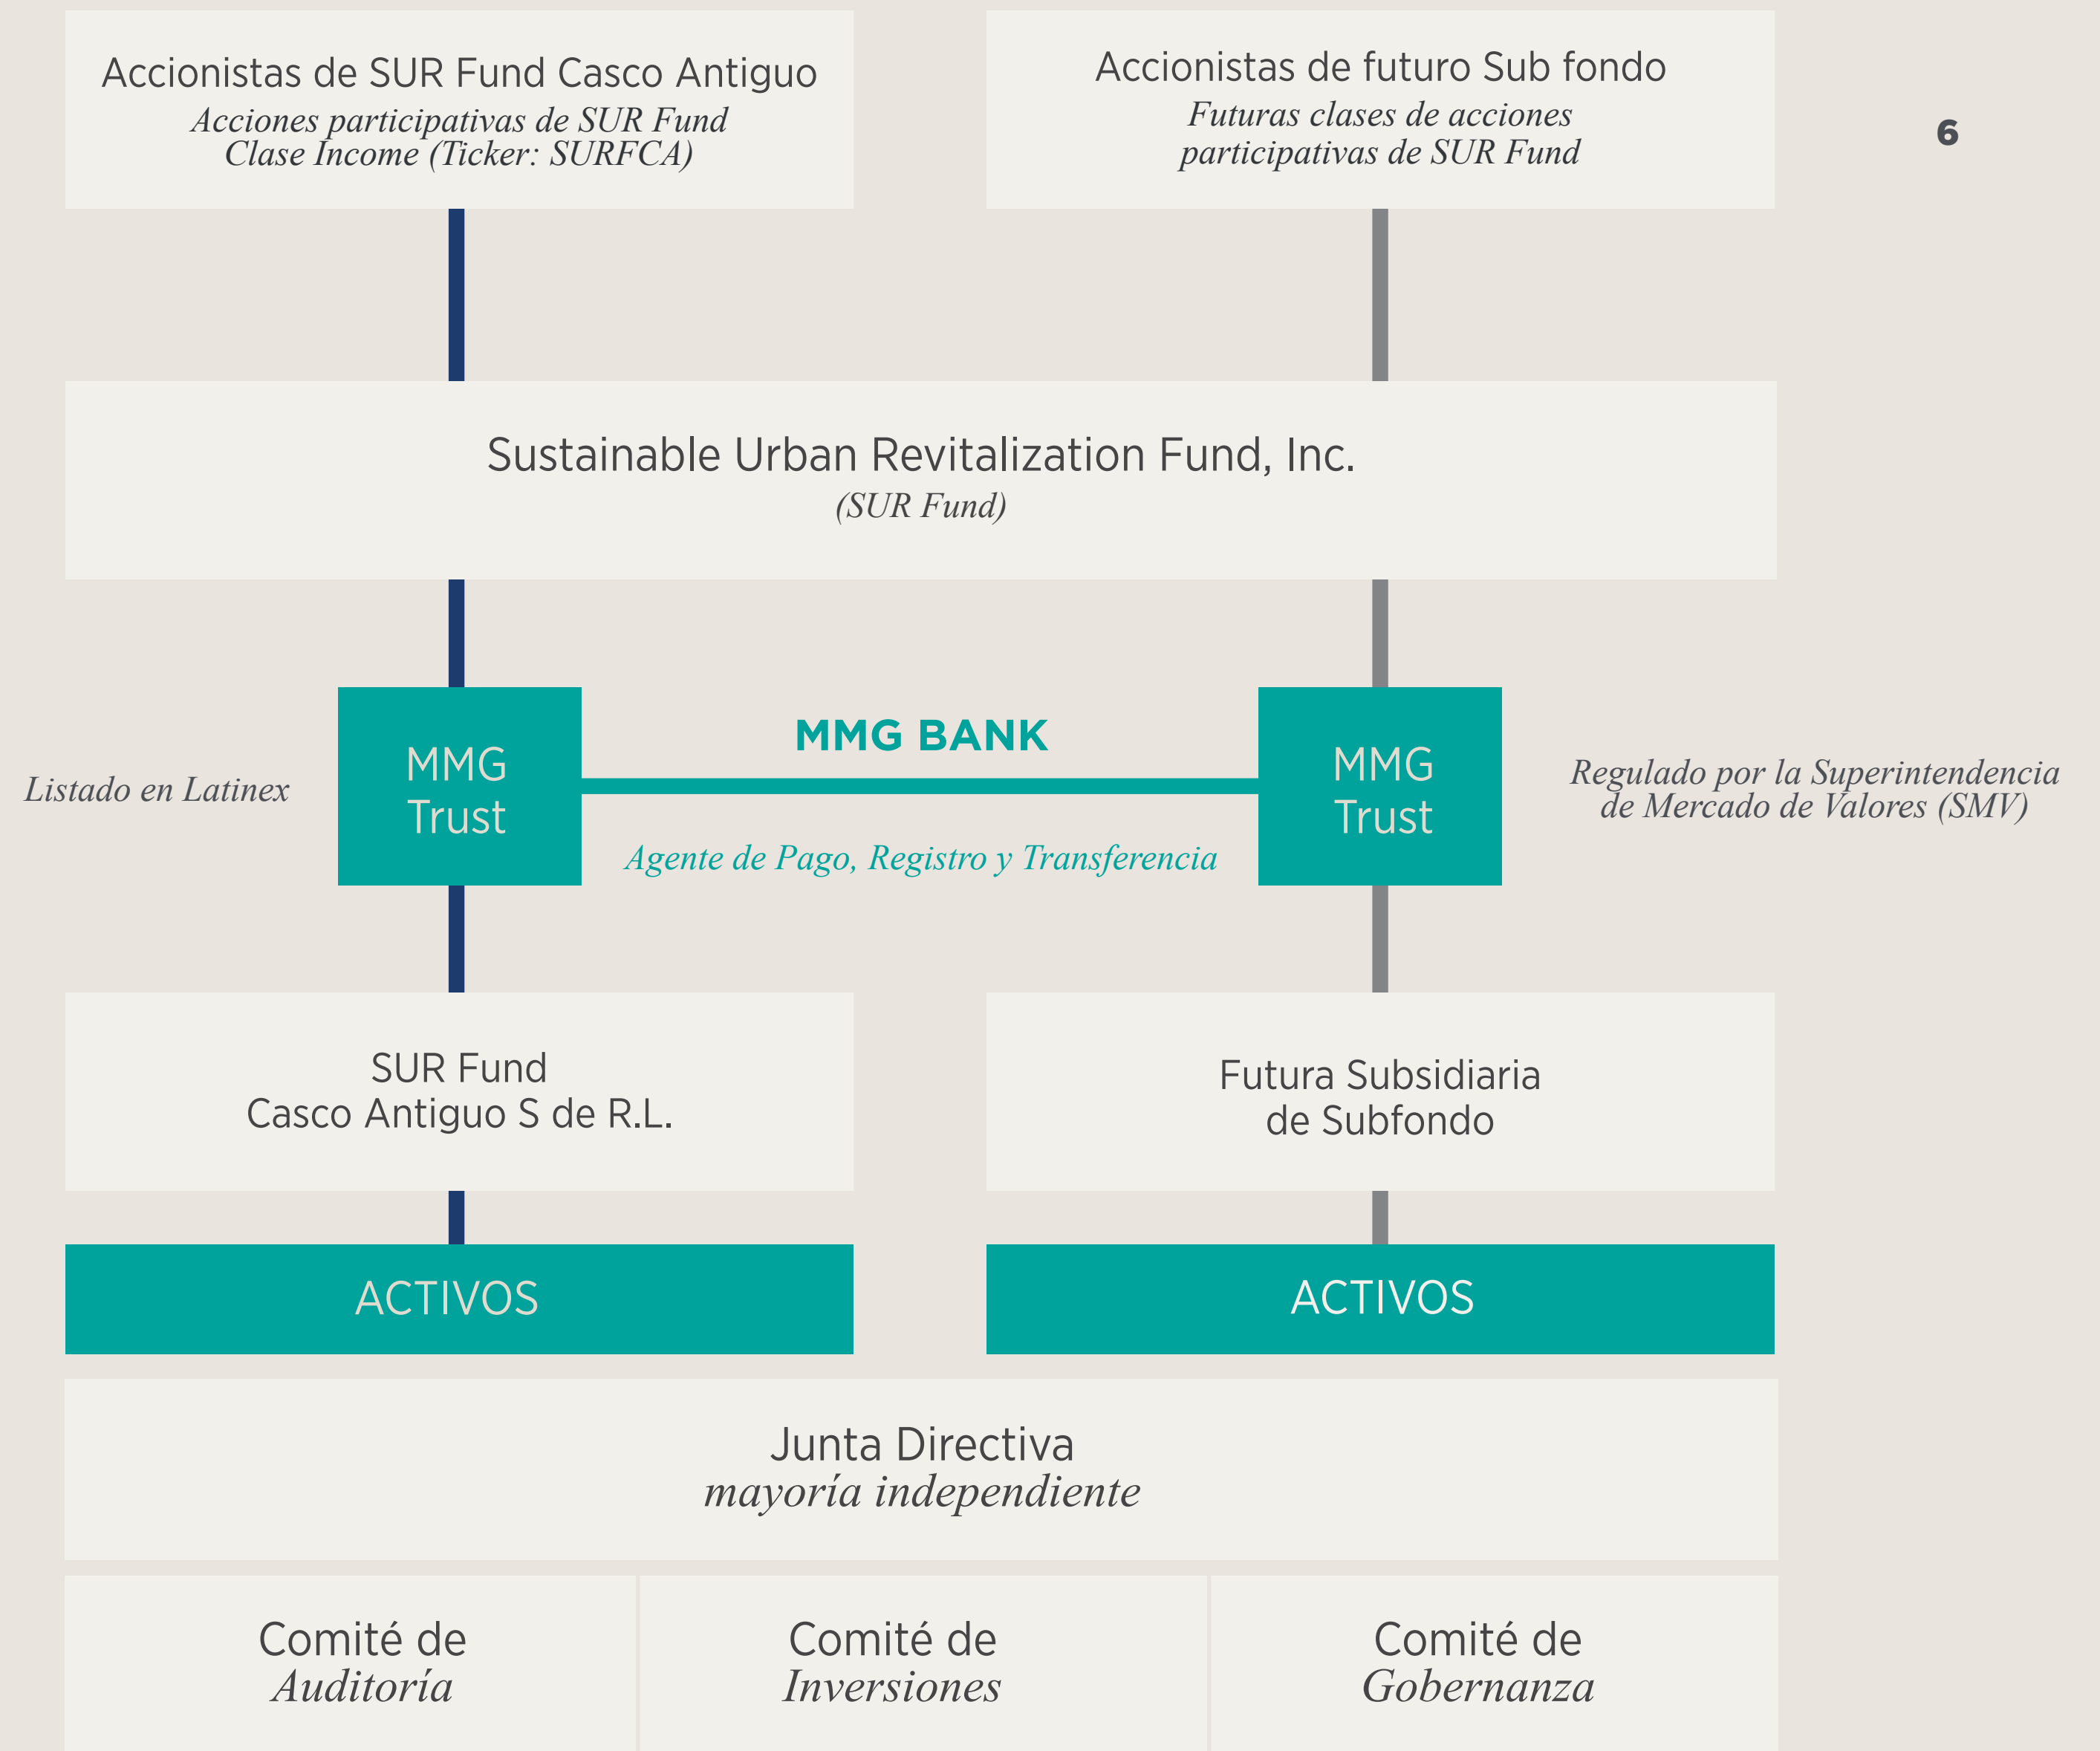 Accionistas de SUR Fund Casco Antiguo
Acciones participativas de SUR Fund
Clase Income (Ticker: SURFCA)
Accionistas de futuro Sub fondo
Futuras clases de acciones
participativas de SUR Fund
6
Sustainable Urban Revitalization Fund, Inc.
(SUR Fund)
Listado en Latinex
MMG
Trust
MMG BANK
Agente de Pago, Registro y Transferencia
MMG
Trust
Regulado por la Superintendencia
de Mercado de Valores (SMV)
SUR Fund
Casco Antiguo S de R.L.
Futura Subsidiaria
de Subfondo
ACTIVOS
ACTIVOS
Junta Directiva
mayoría independiente
Comité de
Auditoría
Comité de
Inversiones
Comité de
Gobernanza